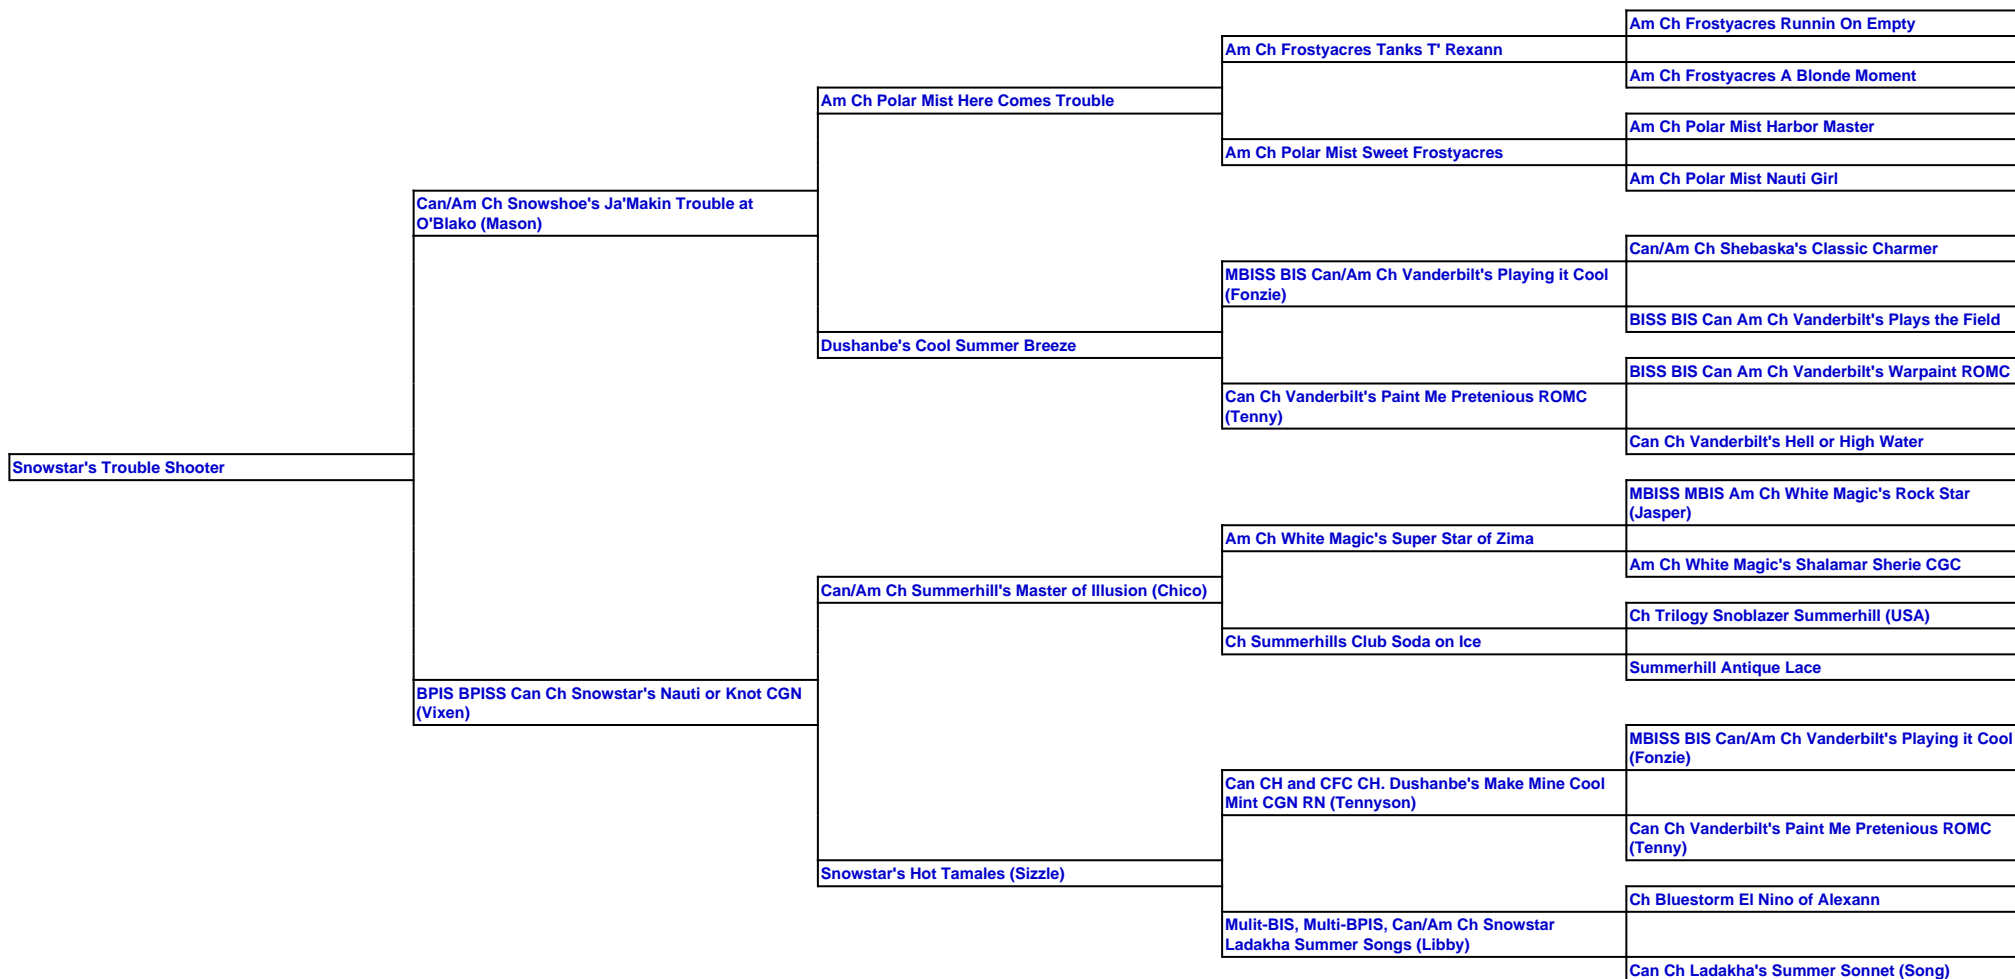 Am Ch Frostyacres Runnin On Empty
Am Ch Frostyacres Tanks T' Rexann
Am Ch Frostyacres A Blonde Moment
Am Ch Polar Mist Here Comes Trouble
Am Ch Polar Mist Harbor Master
Am Ch Polar Mist Sweet Frostyacres
Am Ch Polar Mist Nauti Girl
Can/Am Ch Snowshoe's Ja'Makin Trouble at
O'Blako (Mason)
Can/Am Ch Shebaska's Classic Charmer
MBISS BIS Can/Am Ch Vanderbilt's Playing it Cool
(Fonzie)
BISS BIS Can Am Ch Vanderbilt's Plays the Field
Dushanbe's Cool Summer Breeze
BISS BIS Can Am Ch Vanderbilt's Warpaint ROMC
Can Ch Vanderbilt's Paint Me Pretenious ROMC
(Tenny)
Can Ch Vanderbilt's Hell or High Water
Snowstar's Trouble Shooter
MBISS MBIS Am Ch White Magic's Rock Star
(Jasper)
Am Ch White Magic's Super Star of Zima
Am Ch White Magic's Shalamar Sherie CGC
Can/Am Ch Summerhill's Master of Illusion (Chico)
Ch Trilogy Snoblazer Summerhill (USA)
Ch Summerhills Club Soda on Ice
Summerhill Antique Lace
BPIS BPISS Can Ch Snowstar's Nauti or Knot CGN
(Vixen)
MBISS BIS Can/Am Ch Vanderbilt's Playing it Cool
(Fonzie)
Can CH and CFC CH. Dushanbe's Make Mine Cool
Mint CGN RN (Tennyson)
Can Ch Vanderbilt's Paint Me Pretenious ROMC
(Tenny)
Snowstar's Hot Tamales (Sizzle)
Ch Bluestorm El Nino of Alexann
Mulit-BIS, Multi-BPIS, Can/Am Ch Snowstar
Ladakha Summer Songs (Libby)
Can Ch Ladakha's Summer Sonnet (Song)